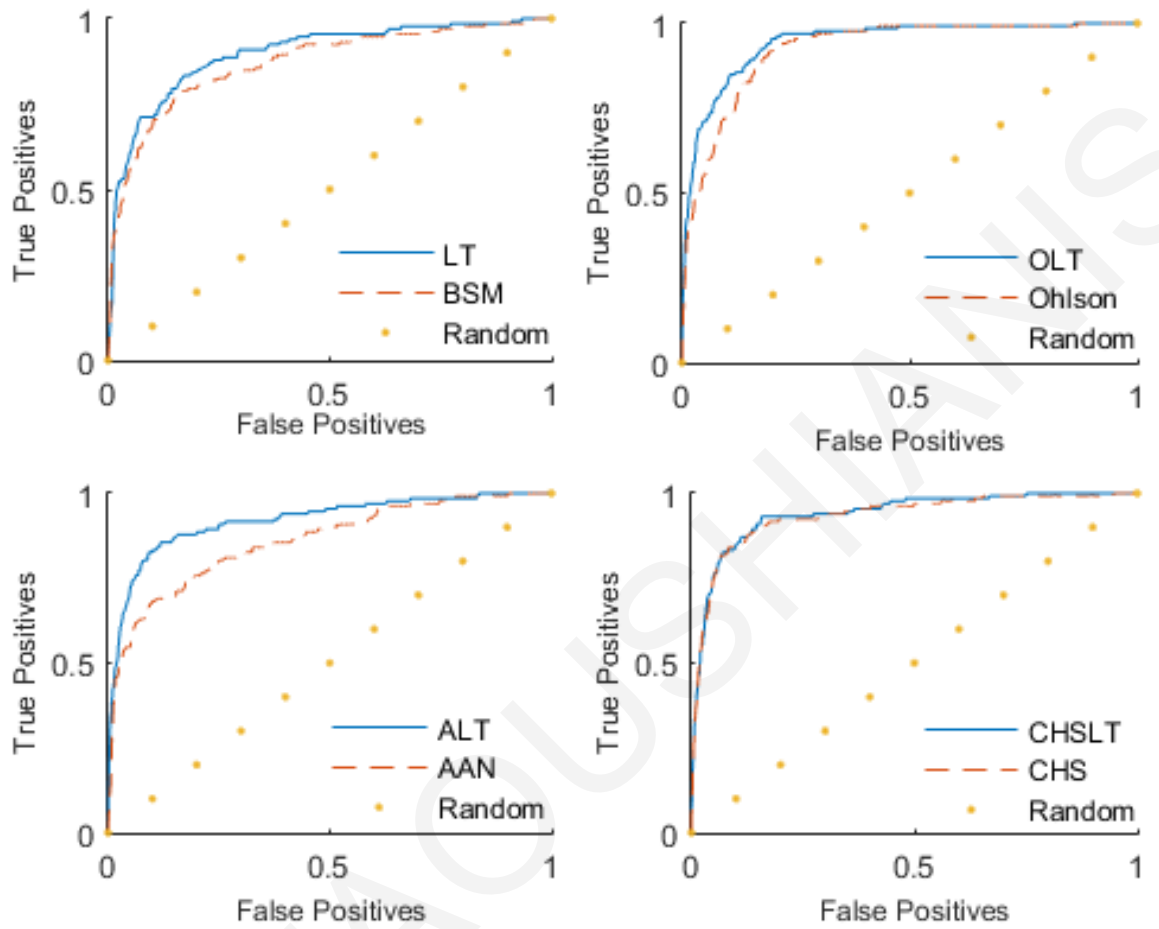 1
0.5
0
True Positives
LT
BSM
Random
0
0.5
1
False Positives
1
0.5
0
True Positives
OLT
Ohlson
Random
0
0.5
1
False Positives
1
0.5
0
True Positives
ALT
AAN
Random
0
0.5
1
False Positives
1
0.5
0
True Positives
CHSLT
CHS
Random
0
0.5
1
False Positives
AOUSHIANIS